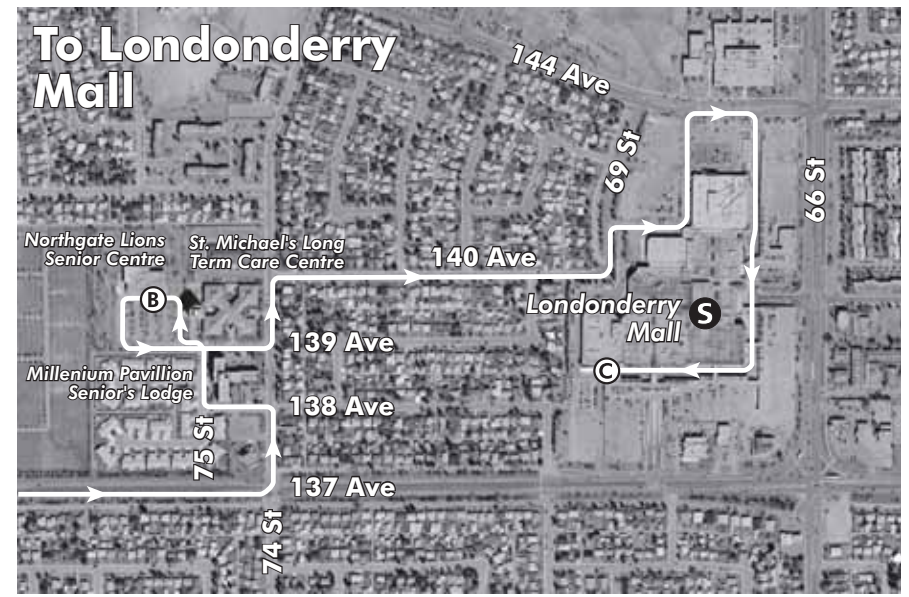 To Londonderry
Mall
144 Ave
69 St
66 St
Northgate Lions
Senior Centre
St. Michael's Long
Term Care Centre
140 Ave
B
Londonderry
Mall
S
139 Ave
Millenium Pavillion
Senior's Lodge
C
138 Ave
75 St
137 Ave
74 St